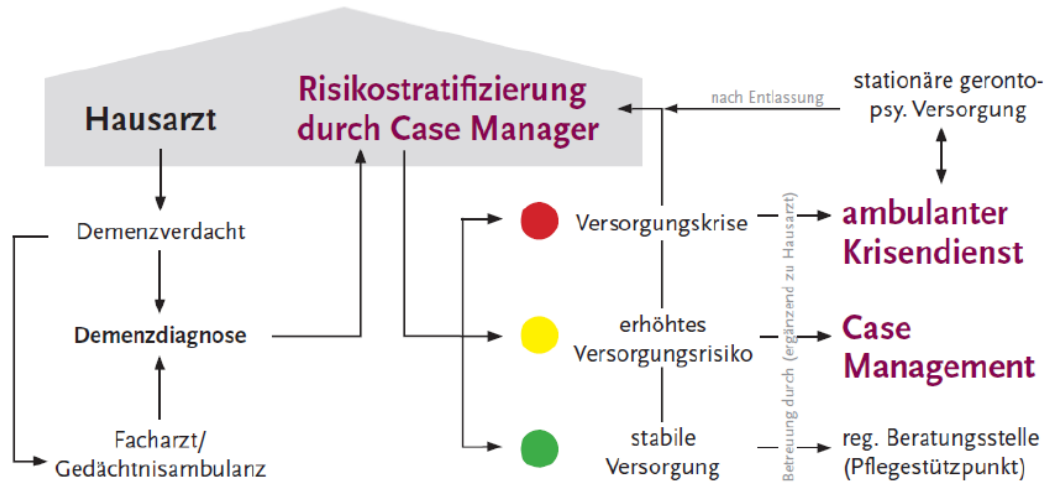 Hausarzt
Risikostratifizierung
durch Case Manager
nach Entlassung
stationäre geronto-
psy. Versorgung
Demenzverdacht
Demenzdiagnose
Facharzt/
Gedächtnisambulanz
Versorgungskrise
erhöhtes
Versorgungsrisiko
stabile
Versorgung
Betreuung durch (ergänzend zu Hausarzt)
ambulanter
Krisendienst
Case
Management
reg. Beratungsstelle
(Pflegestützpunkt)